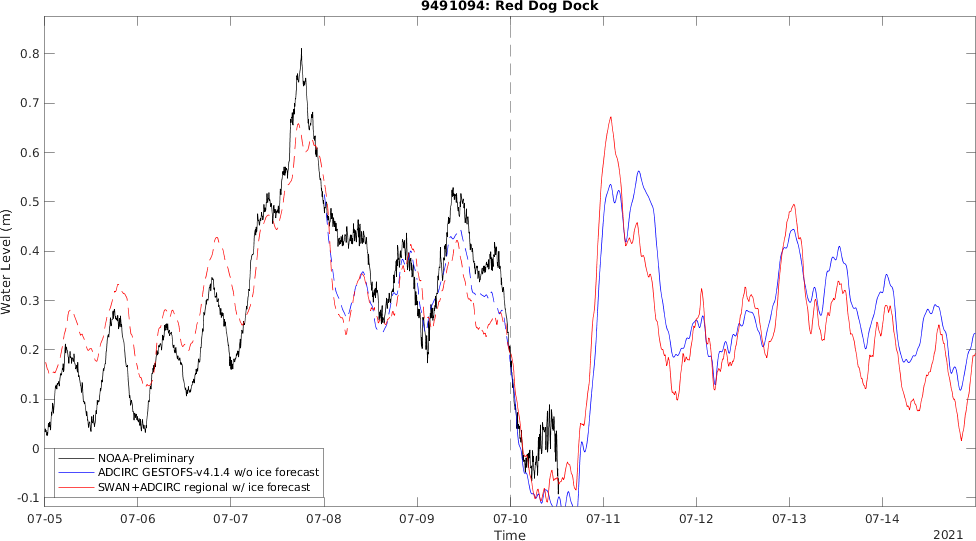 9491094: Red Dog Dock
Water Level (m)
0.8
0.7
0.6
0.5
0.4
0.3
0.2
0.1
0
-0.1
NOAA-Preliminary
ADCIRC GESTOFS-v4.1.4 w/o ice forecast
SWAN+ADCIRC regional w/ ice forecast
07-05 07-06 07-07 07-08 07-09 07-10 07-11 07-12 07-13 07-14
Time
2021